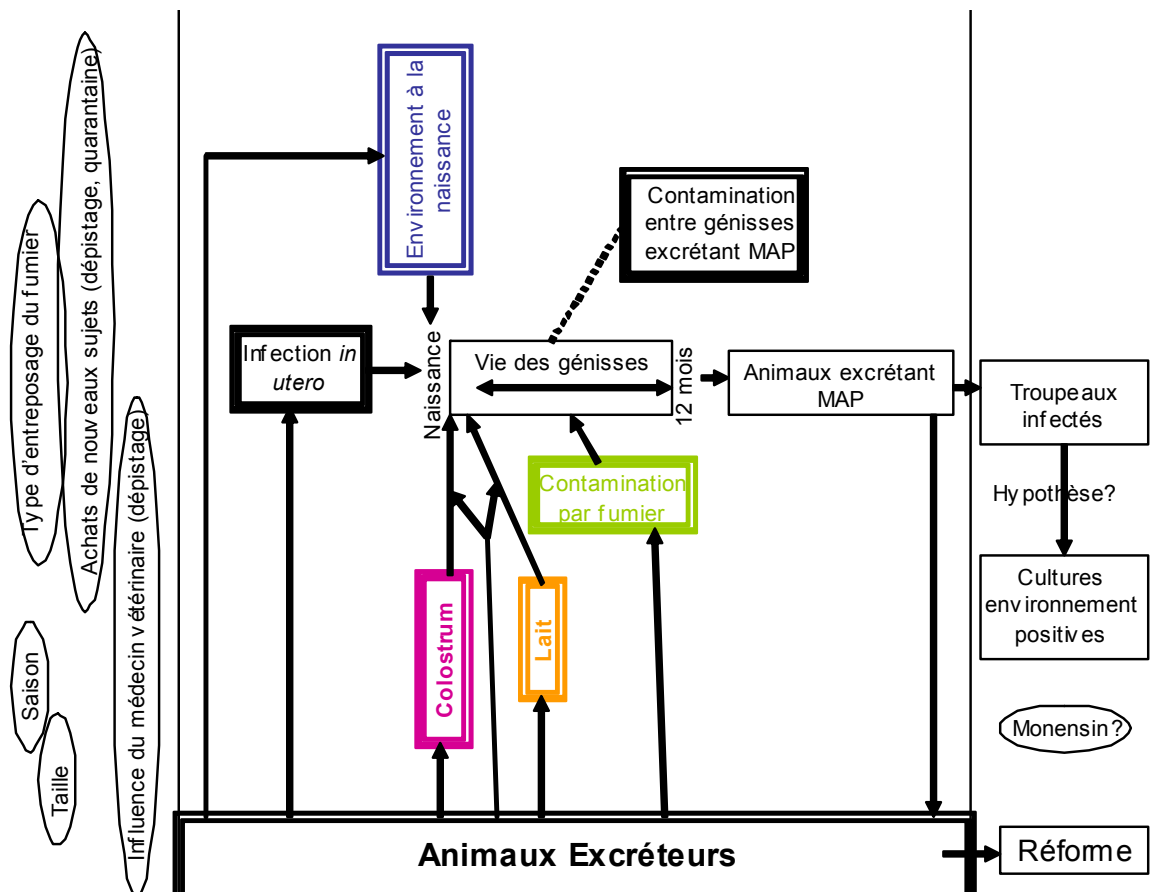 Type d'entreposage du fumier
Achats de nouveaux sujets (dépistage, quarantaine)
Influence du médecin vétérinaire (dépistage)
Saison
Taille
Environnement à la
naissance
Contamination
entre génisses
excrétant MAP
Infection in
utero
Naissance
Vie des génisses
12 mois
Animaux excrétant
MAP
Troupeaux
infectés
Hypothèse?
Cultures
environnement
positives
Contamination
par fumier
Colostrum
Lait
Monensin?
Animaux Excréteurs
Réforme